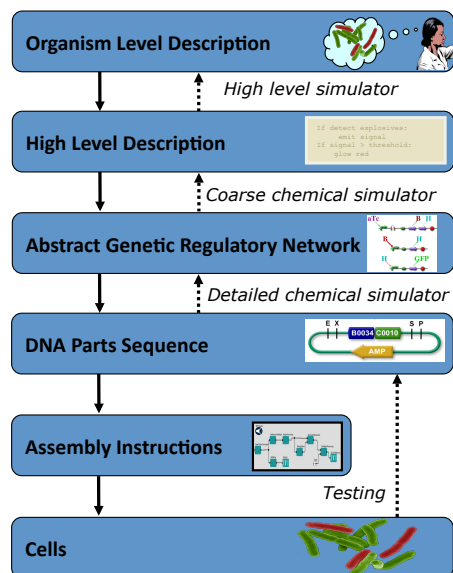 Organism Level Description
High level simulator
High Level Description
If detect explosives:
emit signal
If signal > threshold:
glow red
Coarse chemical simulator
Abstract Genetic Regulatory Network
aTc
B
H
B
H
H
GFP
Detailed chemical simulator
DNA Parts Sequence
E X
B0034 C0010
S P
AMP
Assembly Instructions
Testing
Cells